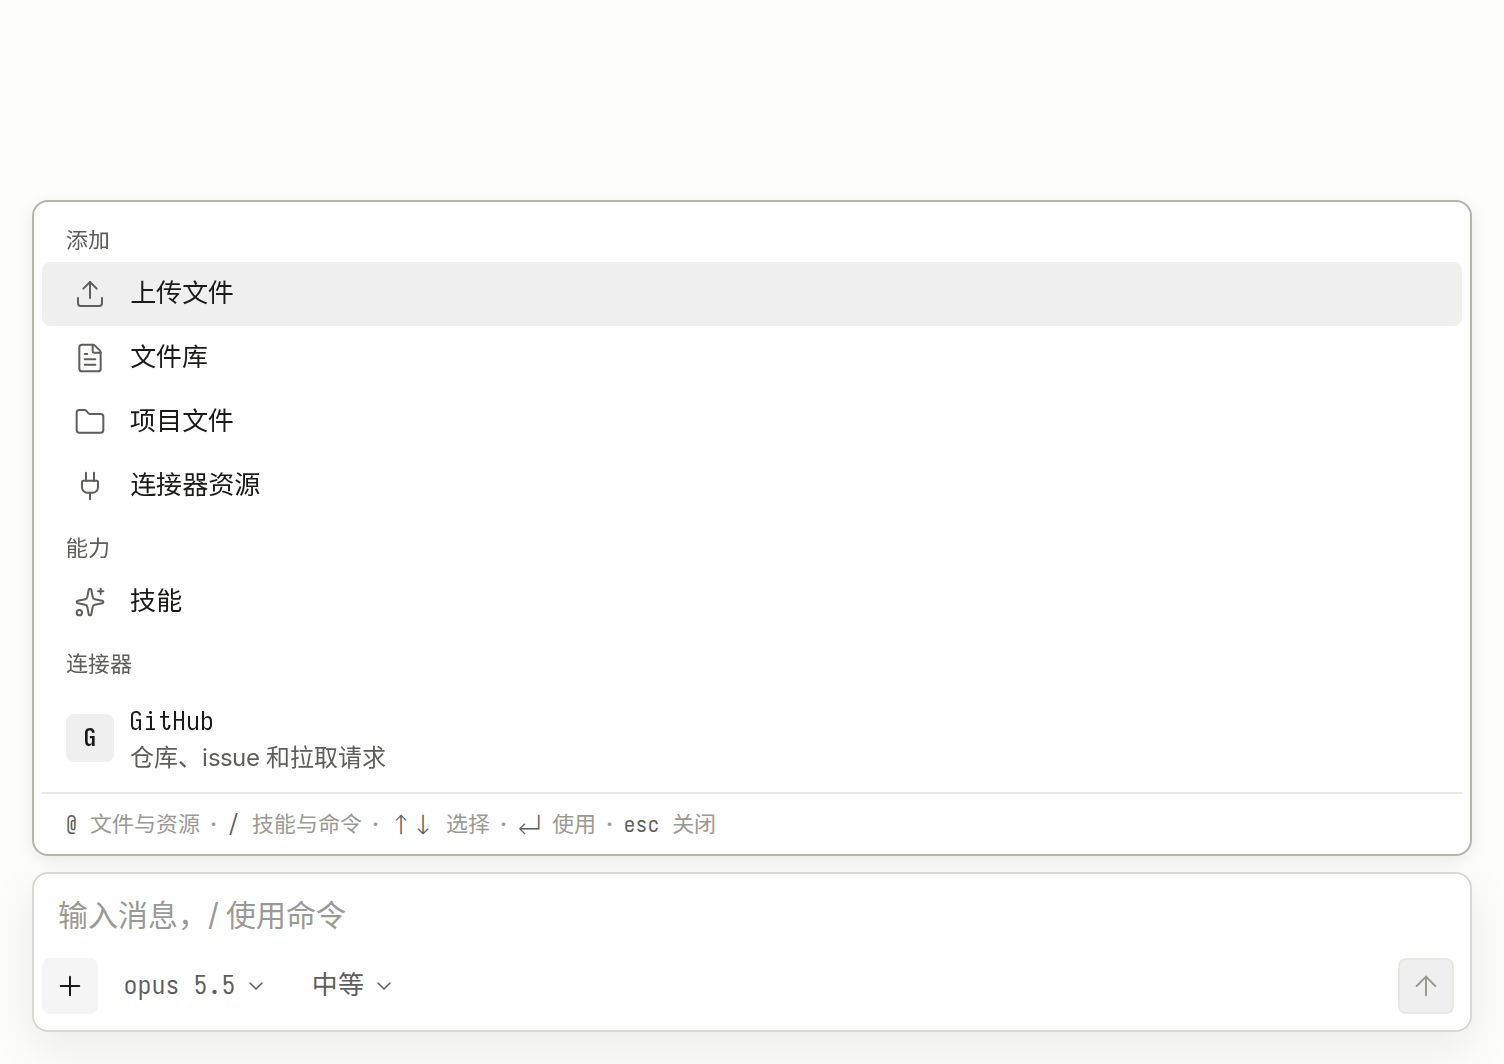 添加
上传文件
文件库
项目文件
连接器资源
能力
技能
连接器
G
GitHub
仓库、issue 和拉取请求
@ 文件与资源 · / 技能与命令 · ↑↓ 选择 · ↵ 使用 · esc 关闭
输入消息，/ 使用命令
opus 5.5 中等